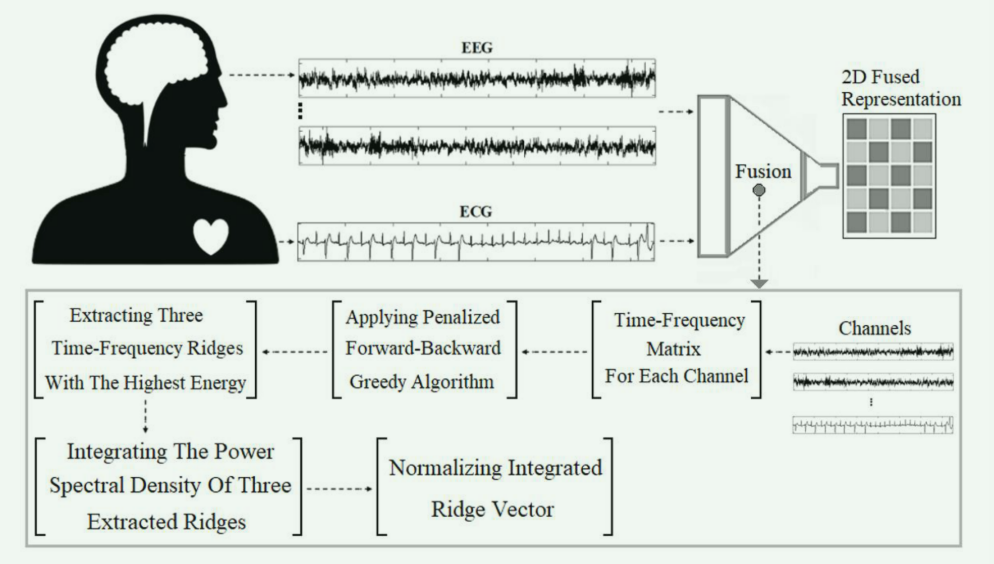 EEG
ECG
Fusion
2D Fused
Representation
Channels
Time-Frequency
Matrix
For Each Channel
Applying Penalized
Forward-Backward
Greedy Algorithm
Extracting Three
Time-Frequency Ridges
With The Highest Energy
Integrating The Power
Spectral Density Of Three
Extracted Ridges
Normalizing Integrated
Ridge Vector